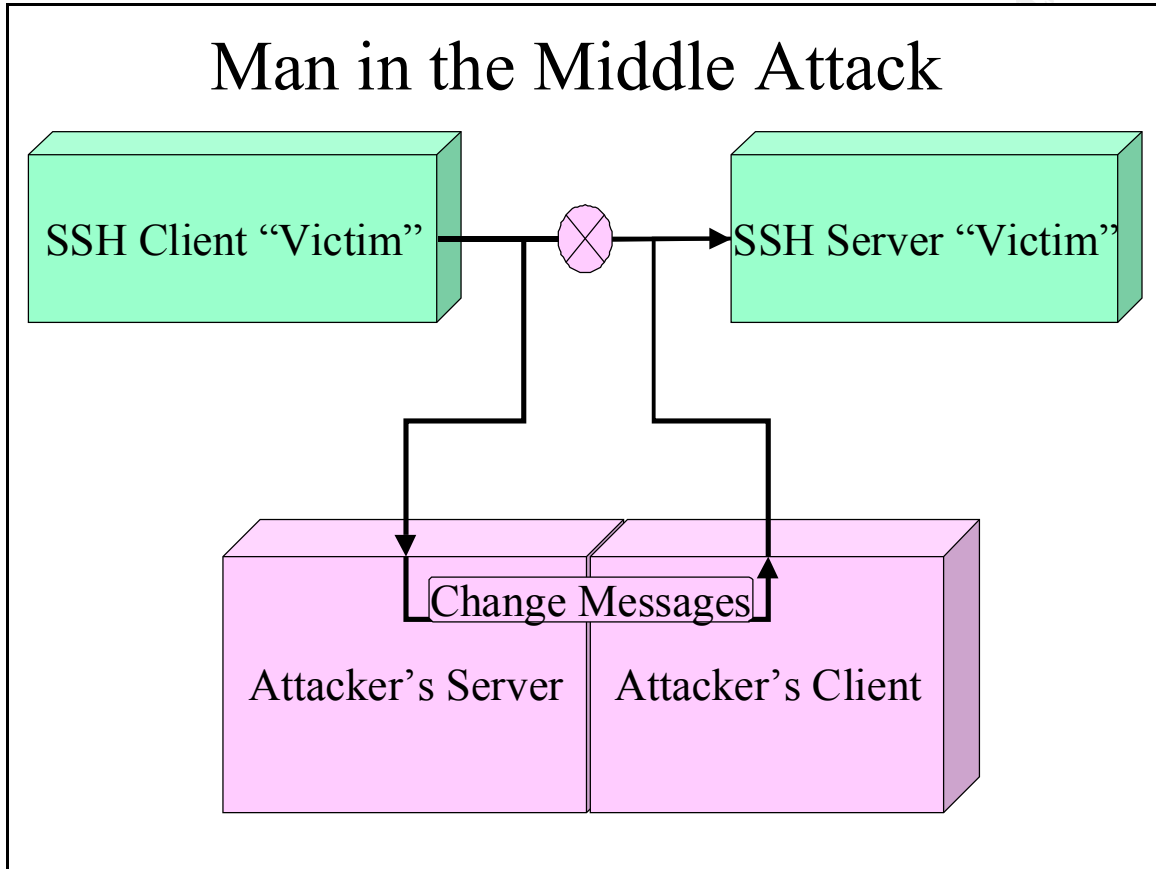 Man in the Middle Attack
SSH Client “Victim”
SSH Server “Victim”
Change Messages
Attacker’s Server
Attacker’s Client